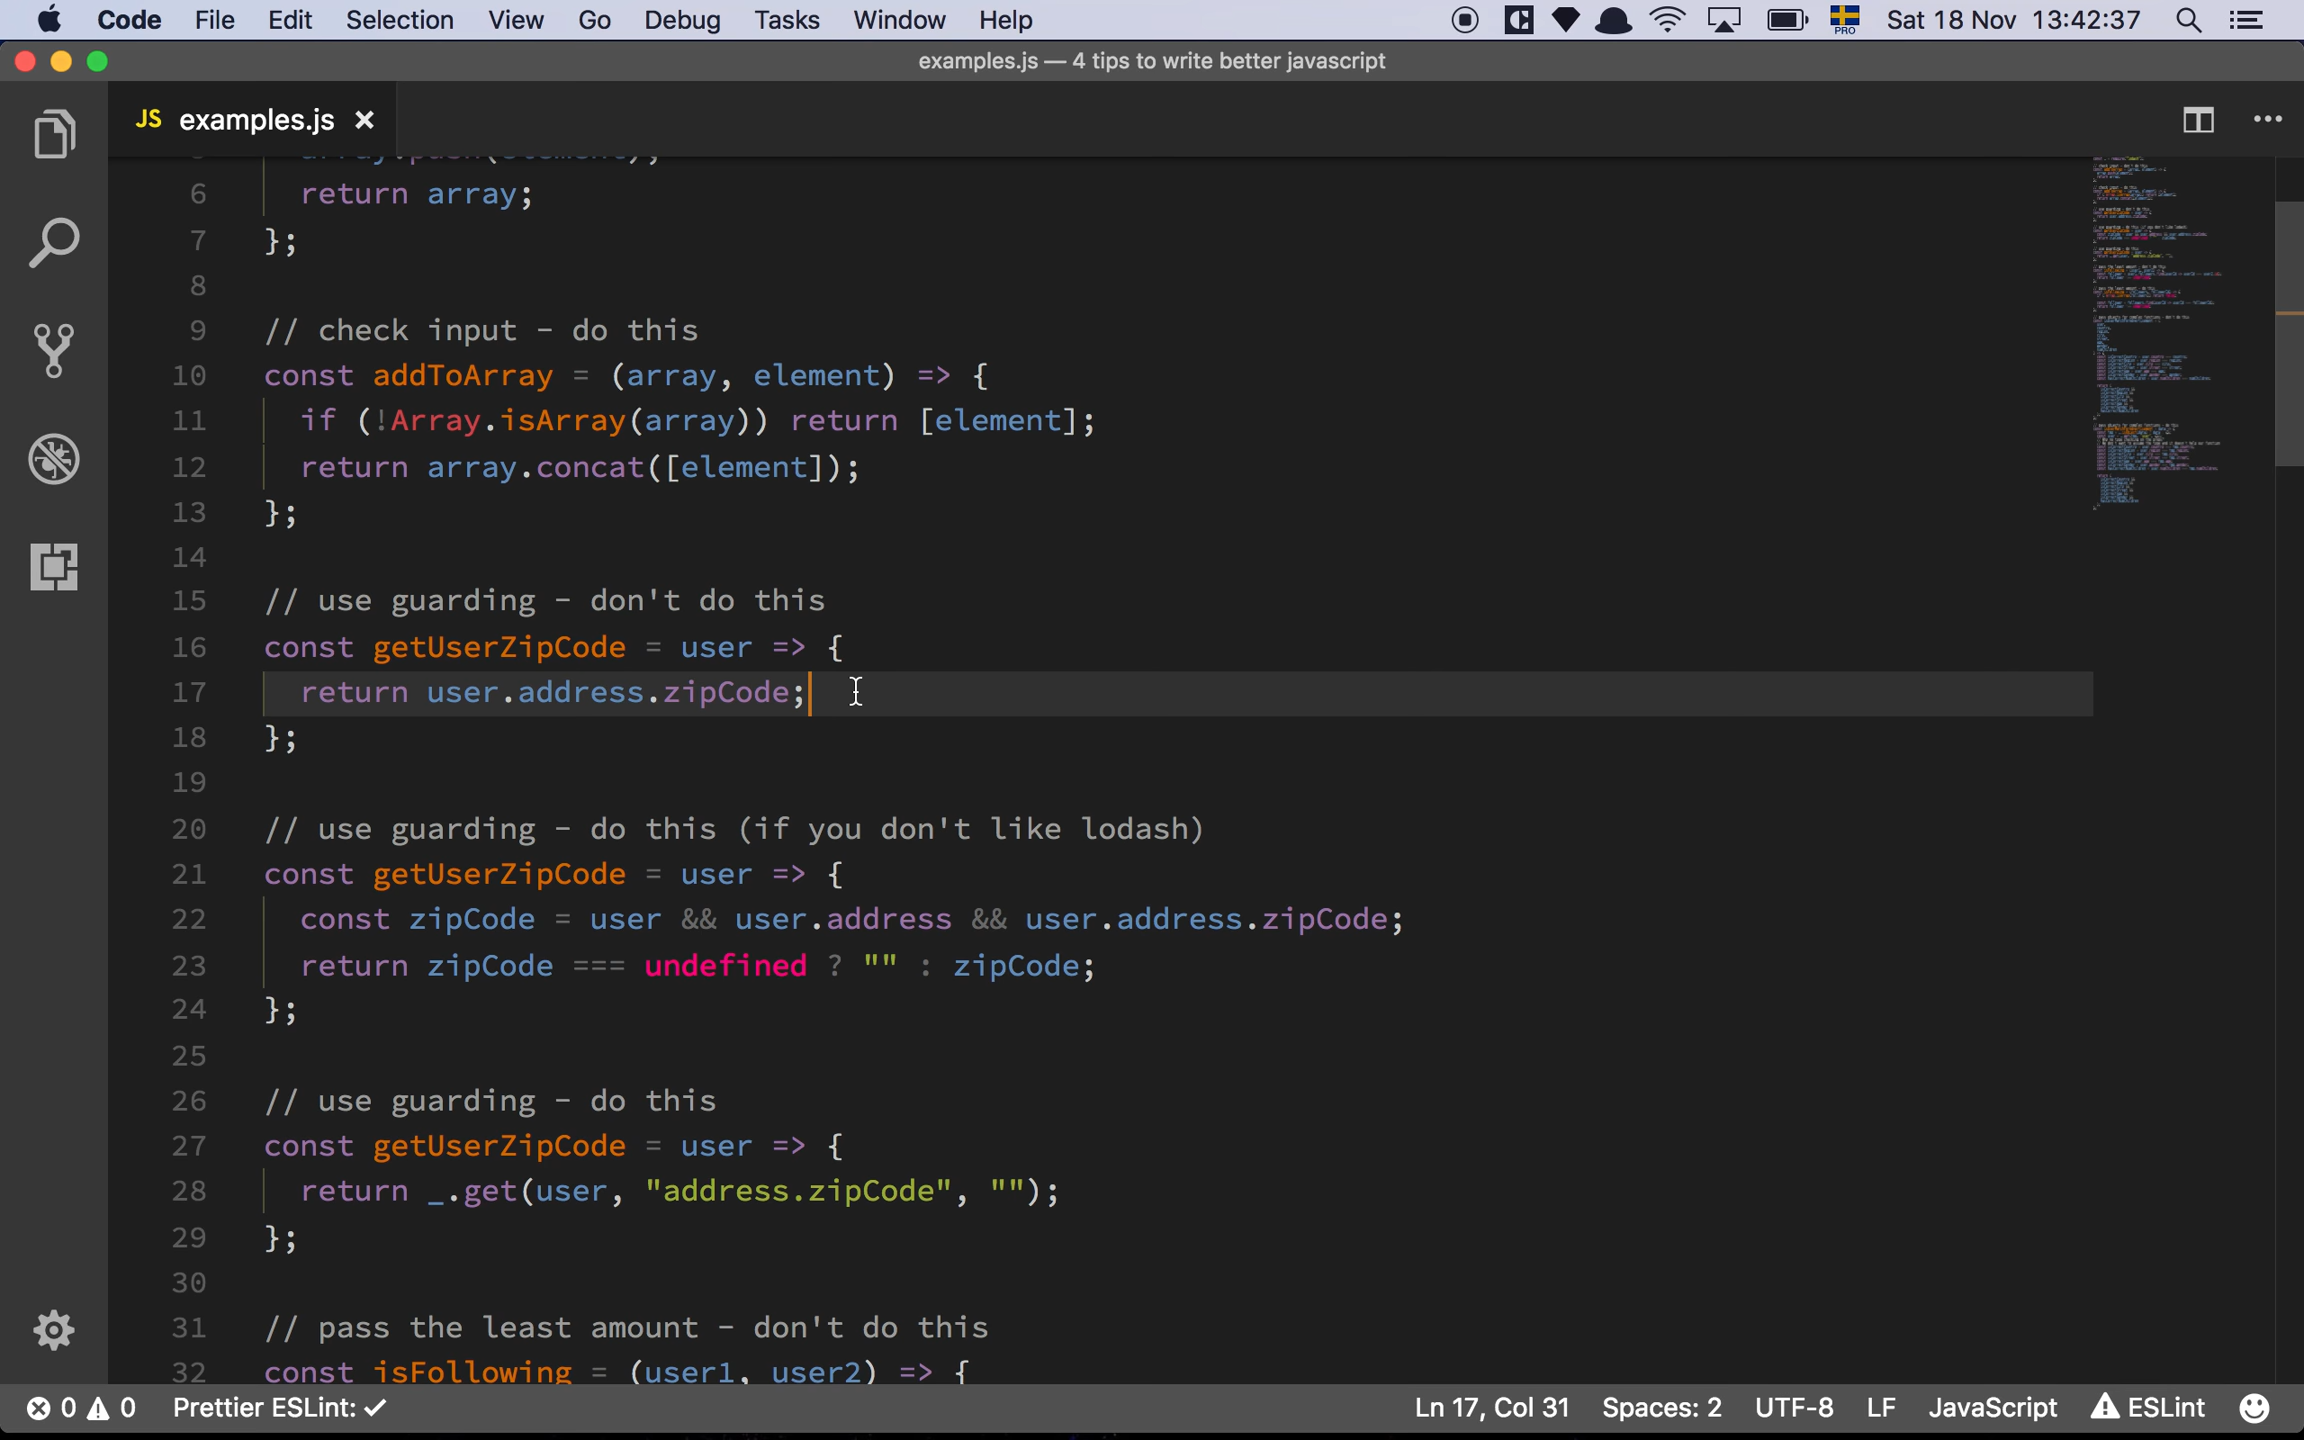 Code File Edit Selection View Go Debug Tasks Window Help PRO Sat 18 Nov 13:42:37
examples.js — 4 tips to write better javascript
JS examples.js ×
6 return array;
7 };
8
9 // check input - do this
10 const addToArray = (array, element) => {
11 if (!Array.isArray(array)) return [element];
12 return array.concat([element]);
13 };
14
15 // use guarding - don't do this
16 const getUserZipCode = user => {
17 return user.address.zipCode;
18 };
19
20 // use guarding - do this (if you don't like lodash)
21 const getUserZipCode = user => {
22 const zipCode = user && user.address && user.address.zipCode;
23 return zipCode === undefined ? "" : zipCode;
24 };
25
26 // use guarding - do this
27 const getUserZipCode = user => {
28 return _.get(user, "address.zipCode", "");
29 };
30
31 // pass the least amount - don't do this
32 const isFollowing = (user1, user2) => {
0 0 Prettier ESLint: ✓ Ln 17, Col 31 Spaces: 2 UTF-8 LF JavaScript ESLint